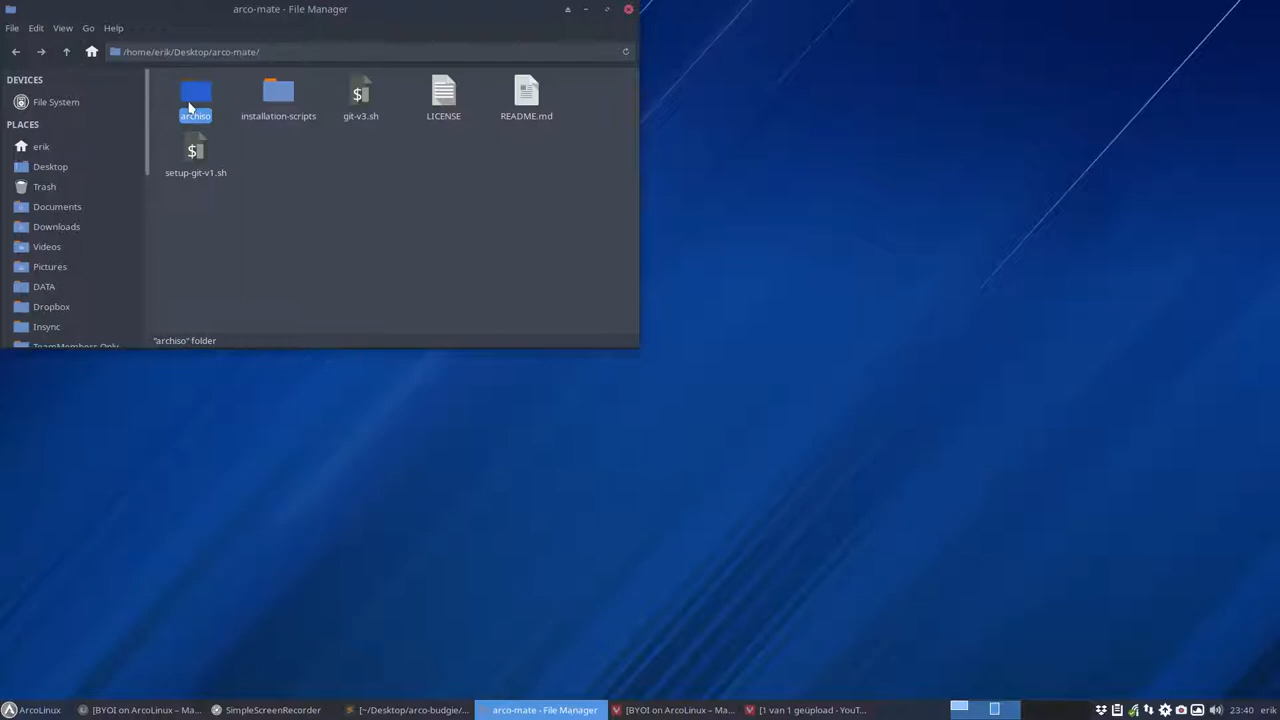 arco-mate - File Manager
File Edit View Go Help
/home/erik/Desktop/arco-mate/
DEVICES
File System
PLACES
erik
Desktop
Trash
Documents
Downloads
Videos
Pictures
DATA
Dropbox
Insync
TeamMembers Only
archiso
installation-scripts
git-v3.sh
LICENSE
README.md
setup-git-v1.sh
"archiso" folder
ArcoLinux
[BYOI on ArcoLinux – Ma...
SimpleScreenRecorder
[~/Desktop/arco-budgie/...
arco-mate - File Manager
[BYOI on ArcoLinux – Ma...
[1 van 1 geüpload - YouT...
23:40
erik